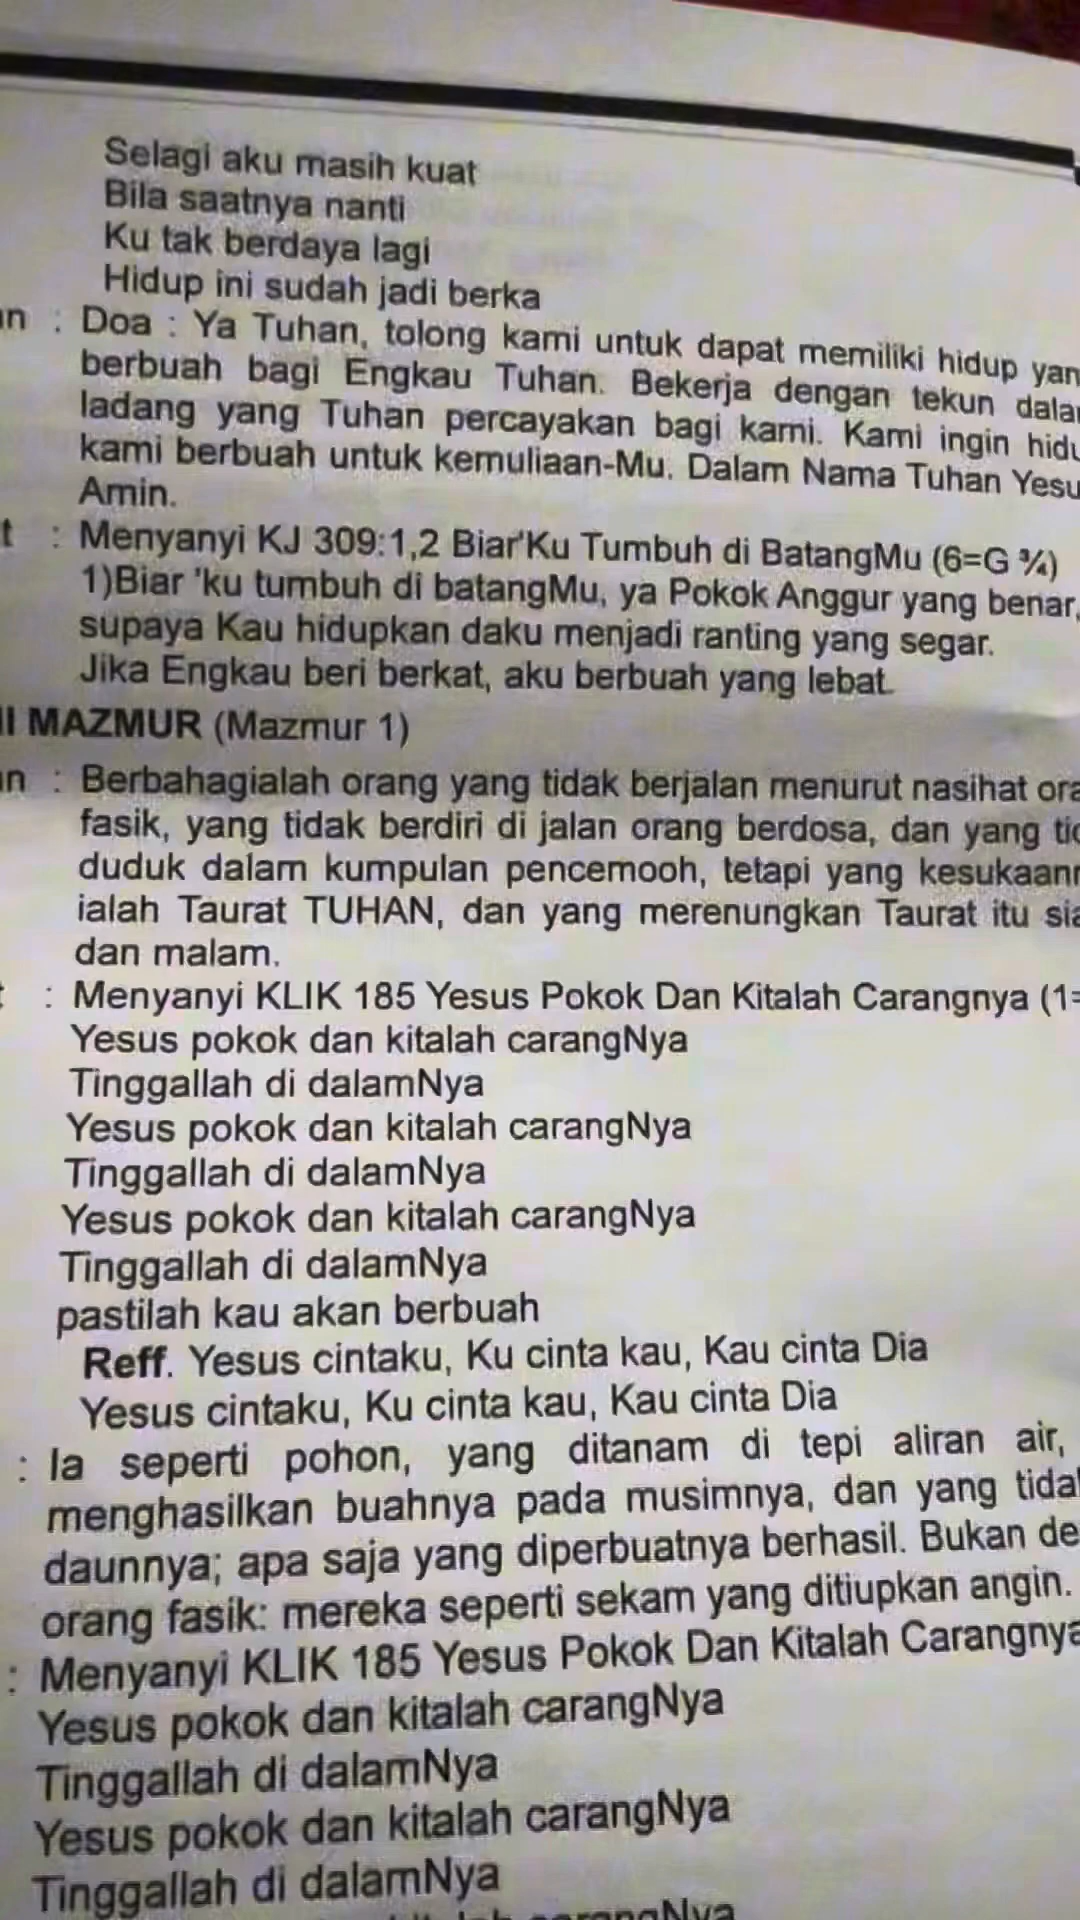 Selagi aku masih kuat
Bila saatnya nanti
Ku tak berdaya lagi
Hidup ini sudah jadi berka
: Doa : Ya Tuhan, tolong kami untuk dapat memiliki hidup yan
berbuah bagi Engkau Tuhan. Bekerja dengan tekun dala
ladang yang Tuhan percayakan bagi kami. Kami ingin hidu
kami berbuah untuk kemuliaan-Mu. Dalam Nama Tuhan Yesu
Amin.
t : Menyanyi KJ 309:1,2 Biar'Ku Tumbuh di BatangMu (6=G ¾)
1)Biar 'ku tumbuh di batangMu, ya Pokok Anggur yang benar,
supaya Kau hidupkan daku menjadi ranting yang segar.
Jika Engkau beri berkat, aku berbuah yang lebat.
MAZMUR (Mazmur 1)
: Berbahagialah orang yang tidak berjalan menurut nasihat ora
fasik, yang tidak berdiri di jalan orang berdosa, dan yang tid
duduk dalam kumpulan pencemooh, tetapi yang kesukaann
ialah Taurat TUHAN, dan yang merenungkan Taurat itu sia
dan malam.
: Menyanyi KLIK 185 Yesus Pokok Dan Kitalah Carangnya (1=
Yesus pokok dan kitalah carangNya
Tinggallah di dalamNya
Yesus pokok dan kitalah carangNya
Tinggallah di dalamNya
Yesus pokok dan kitalah carangNya
Tinggallah di dalamNya
pastilah kau akan berbuah
Reff. Yesus cintaku, Ku cinta kau, Kau cinta Dia
Yesus cintaku, Ku cinta kau, Kau cinta Dia
: Ia seperti pohon, yang ditanam di tepi aliran air,
menghasilkan buahnya pada musimnya, dan yang tida
daunnya; apa saja yang diperbuatnya berhasil. Bukan de
orang fasik: mereka seperti sekam yang ditiupkan angin.
: Menyanyi KLIK 185 Yesus Pokok Dan Kitalah Carangnya
Yesus pokok dan kitalah carangNya
Tinggallah di dalamNya
Yesus pokok dan kitalah carangNya
Tinggallah di dalamNya
carangNya